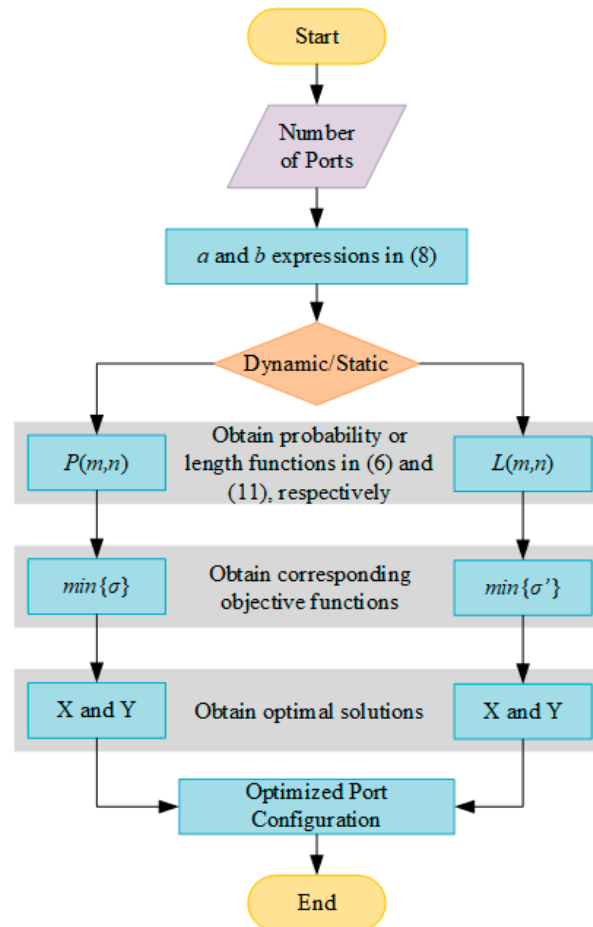 Start
Number
of Ports
a and b expressions in (8)
Dynamic/Static
P(m,n)
Obtain probability or
length functions in (6) and
(11), respectively
L(m,n)
min{σ}
Obtain corresponding
objective functions
min{σ’}
X and Y
Obtain optimal solutions
X and Y
Optimized Port
Configuration
End